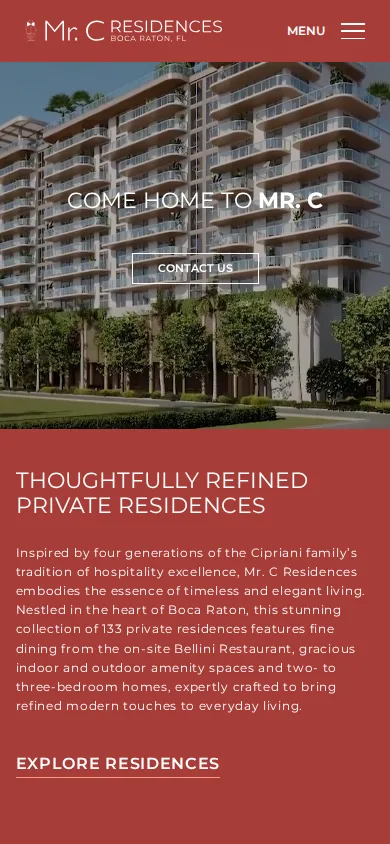 Mr. C RESIDENCES
BOCA RATON, FL
MENU
COME HOME TO MR. C
CONTACT US
THOUGHTFULLY REFINED
PRIVATE RESIDENCES
Inspired by four generations of the Cipriani family’s
tradition of hospitality excellence, Mr. C Residences
embodies the essence of timeless and elegant living.
Nestled in the heart of Boca Raton, this stunning
collection of 133 private residences features fine
dining from the on-site Bellini Restaurant, gracious
indoor and outdoor amenity spaces and two- to
three-bedroom homes, expertly crafted to bring
refined modern touches to everyday living.
EXPLORE RESIDENCES